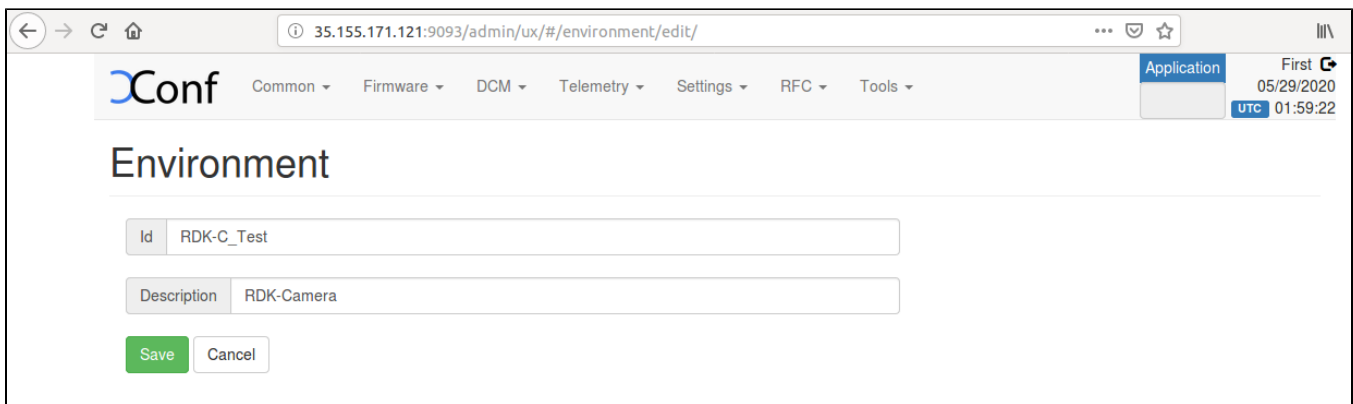 35.155.171.121:9093/admin/ux/#/environment/edit/
XConf Common Firmware DCM Telemetry Settings RFC Tools Application First
05/29/2020
UTC 01:59:22
Environment
Id RDK-C_Test
Description RDK-Camera
Save Cancel